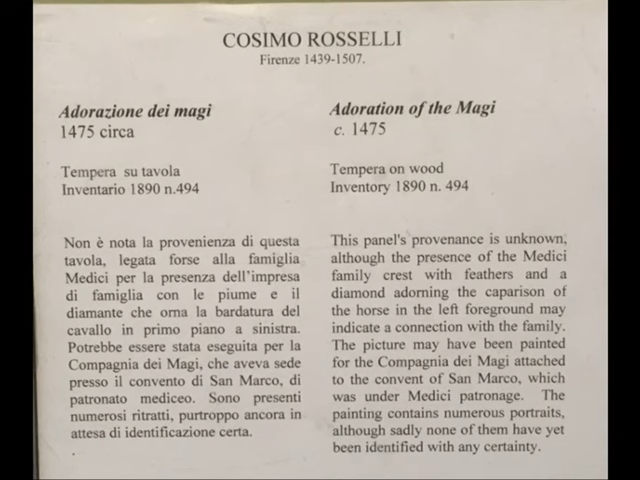 COSIMO ROSSELLI
Firenze 1439-1507.
Adorazione dei magi
1475 circa
Tempera su tavola
Inventario 1890 n.494
Non è nota la provenienza di questa
tavola, legata forse alla famiglia
Medici per la presenza dell'impresa
di famiglia con le piume e il
diamante che orna la bardatura del
cavallo in primo piano a sinistra.
Potrebbe essere stata eseguita per la
Compagnia dei Magi, che aveva sede
presso il convento di San Marco, di
patronato mediceo. Sono presenti
numerosi ritratti, purtroppo ancora in
attesa di identificazione certa.
Adoration of the Magi
c. 1475
Tempera on wood
Inventory 1890 n. 494
This panel's provenance is unknown,
although the presence of the Medici
family crest with feathers and a
diamond adorning the caparison of
the horse in the left foreground may
indicate a connection with the family.
The picture may have been painted
for the Compagnia dei Magi attached
to the convent of San Marco, which
was under Medici patronage. The
painting contains numerous portraits,
although sadly none of them have yet
been identified with any certainty.